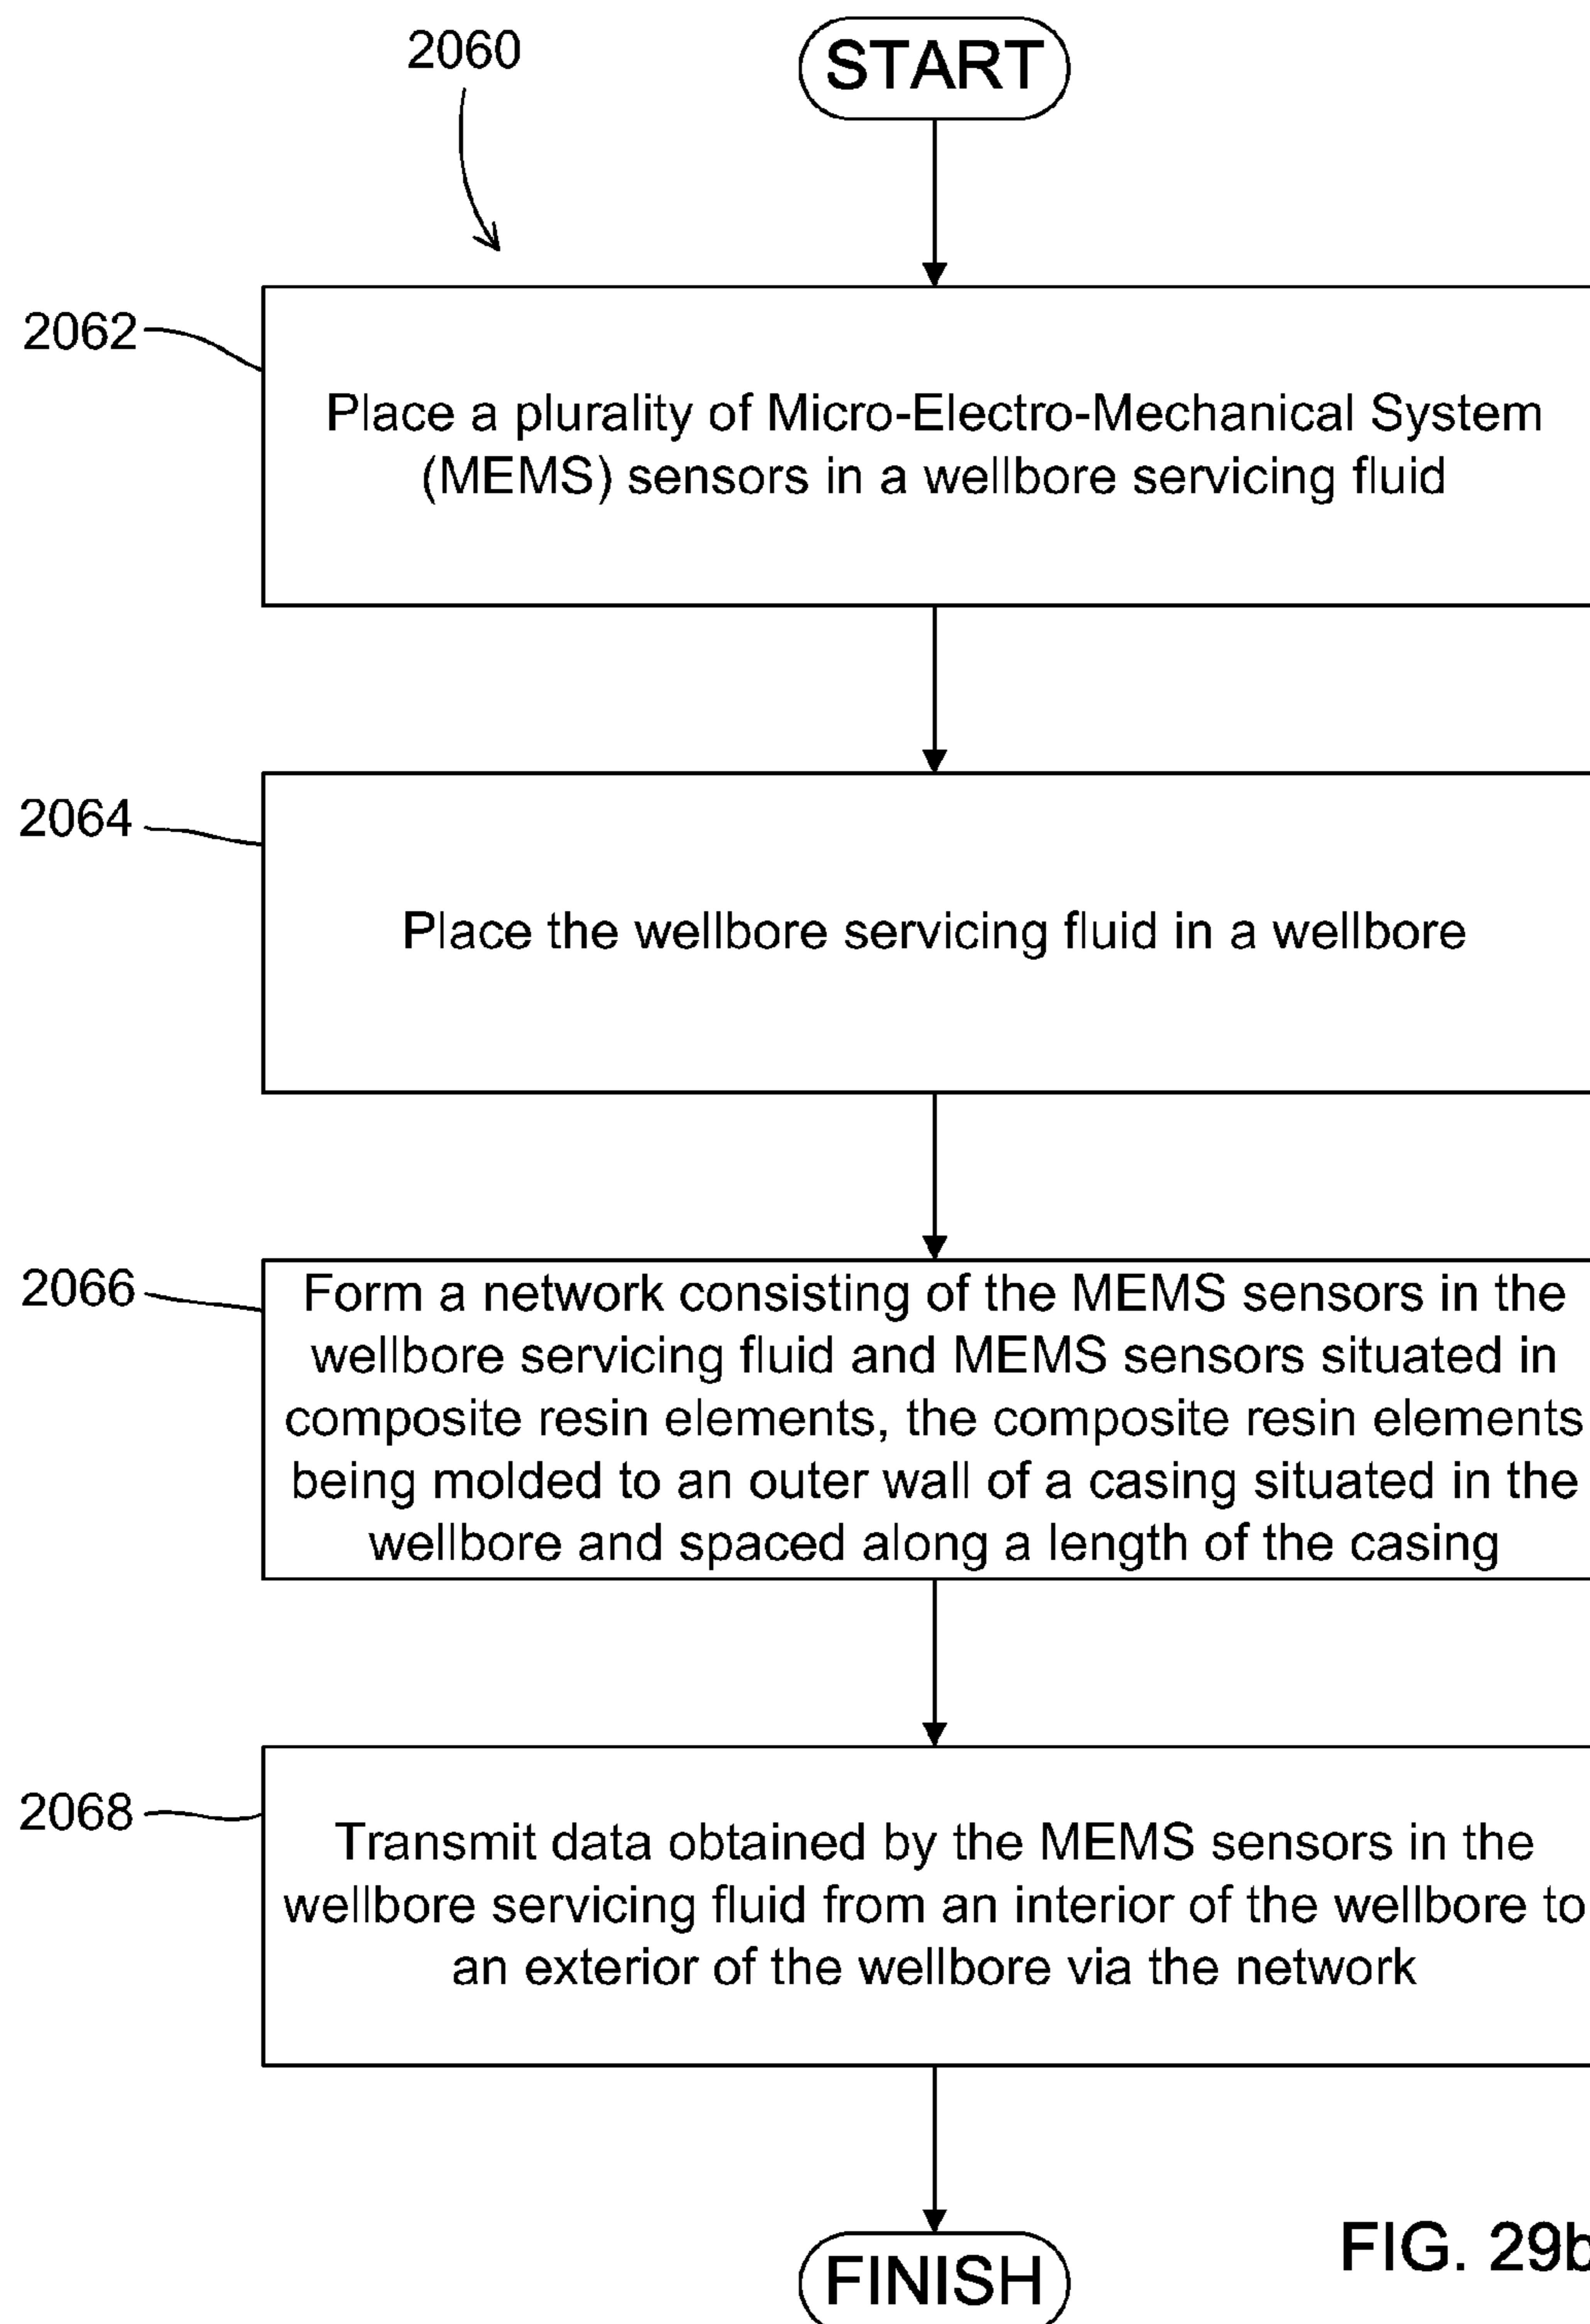 2060
START
2062
Place a plurality of Micro-Electro-Mechanical System
(MEMS) sensors in a wellbore servicing fluid
2064
Place the wellbore servicing fluid in a wellbore
2066
Form a network consisting of the MEMS sensors in the
wellbore servicing fluid and MEMS sensors situated in
composite resin elements, the composite resin elements
being molded to an outer wall of a casing situated in the
wellbore and spaced along a length of the casing
2068
Transmit data obtained by the MEMS sensors in the
wellbore servicing fluid from an interior of the wellbore to
an exterior of the wellbore via the network
FINISH
FIG. 29b